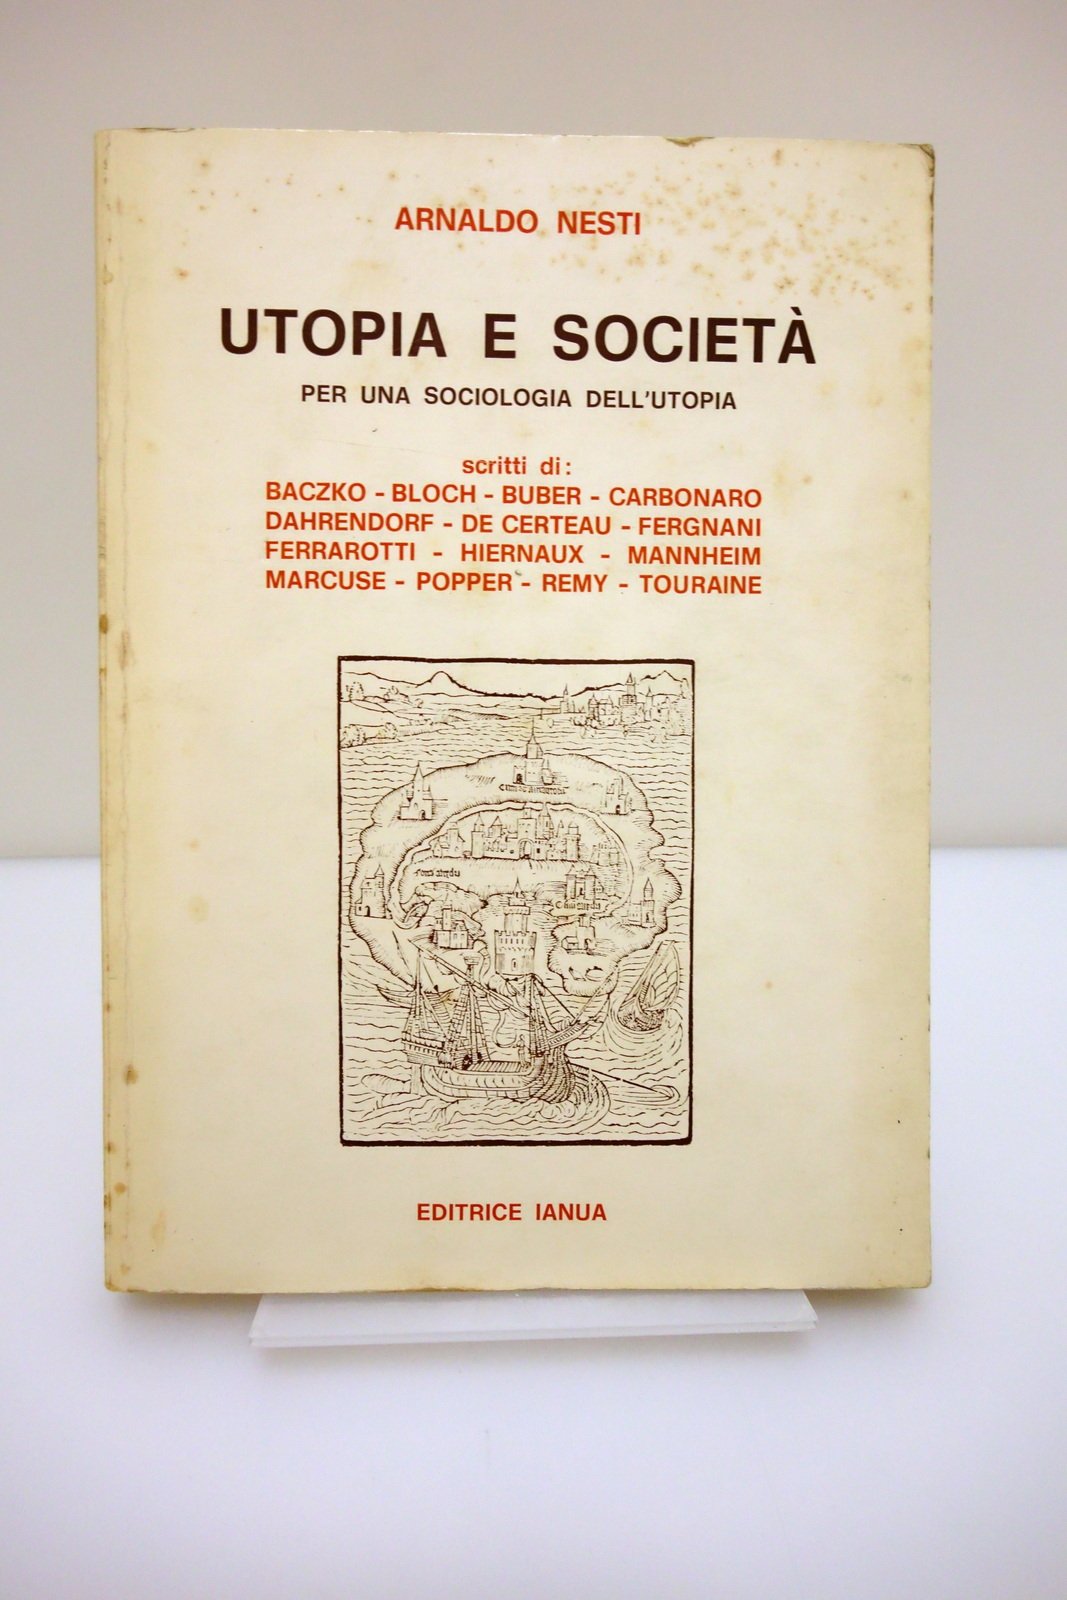 ARNALDO NESTI
UTOPIA E SOCIETÀ
PER UNA SOCIOLOGIA DELL'UTOPIA
scritti di:
BACZKO - BLOCH - BUBER - CARBONARO
DAHRENDORF - DE CERTEAU - FERGNANI
FERRAROTTI - HIERNAUX - MANNHEIM
MARCUSE - POPPER - REMY - TOURAINE
EDITRICE IANUA